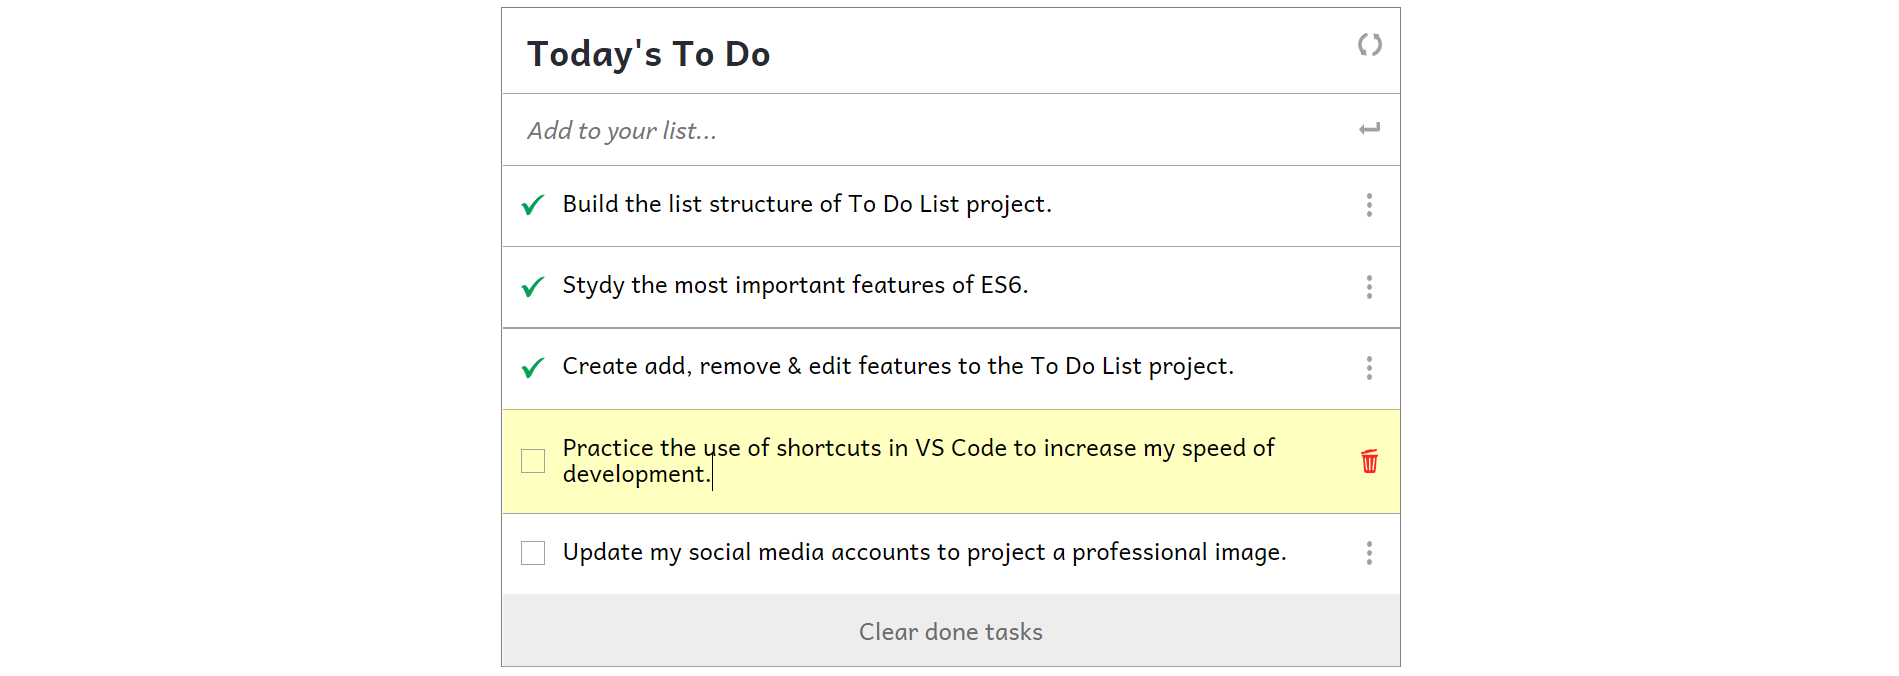 Today's To Do
Add to your list...
Build the list structure of To Do List project.
Stydy the most important features of ES6.
Create add, remove & edit features to the To Do List project.
Practice the use of shortcuts in VS Code to increase my speed of
development.
Update my social media accounts to project a professional image.
Clear done tasks